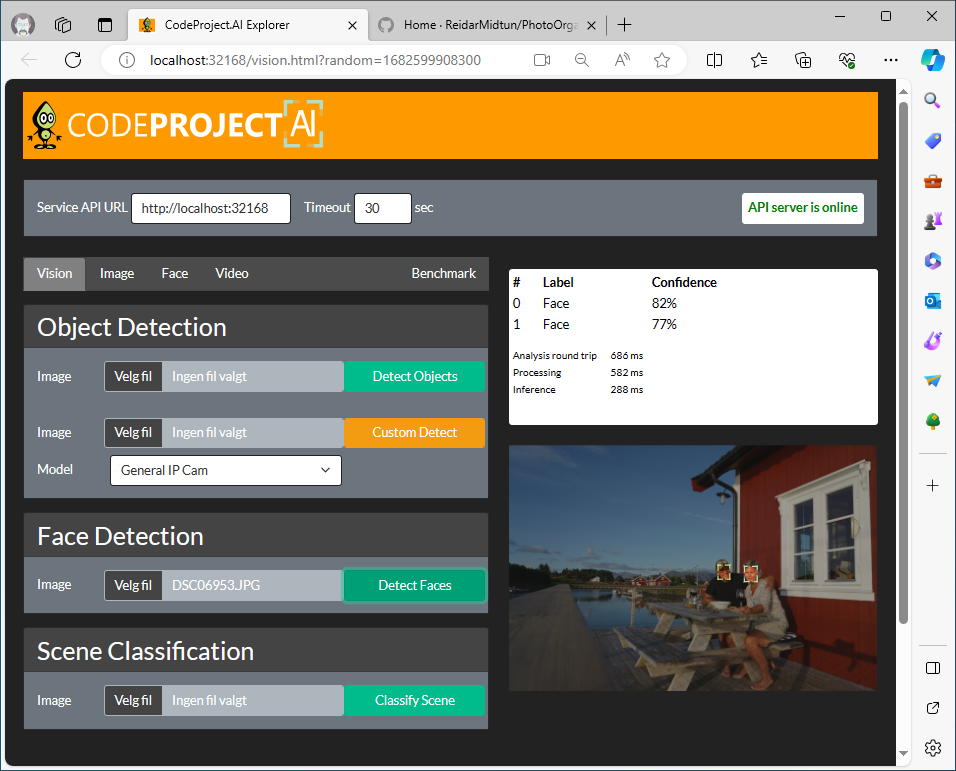 CodeProject.AI Explorer
Home · ReidarMidtun/PhotoOrga
localhost:32168/vision.html?random=1682599908300
CODEPROJECT AI
Service API URL http://localhost:32168 Timeout 30 sec API server is online
Vision Image Face Video Benchmark
Object Detection
Image Velg fil Ingen fil valgt Detect Objects
Image Velg fil Ingen fil valgt Custom Detect
Model General IP Cam
Face Detection
Image Velg fil DSC06953.JPG Detect Faces
Scene Classification
Image Velg fil Ingen fil valgt Classify Scene
# Label Confidence
0 Face 82%
1 Face 77%
Analysis round trip 686 ms
Processing 582 ms
Inference 288 ms